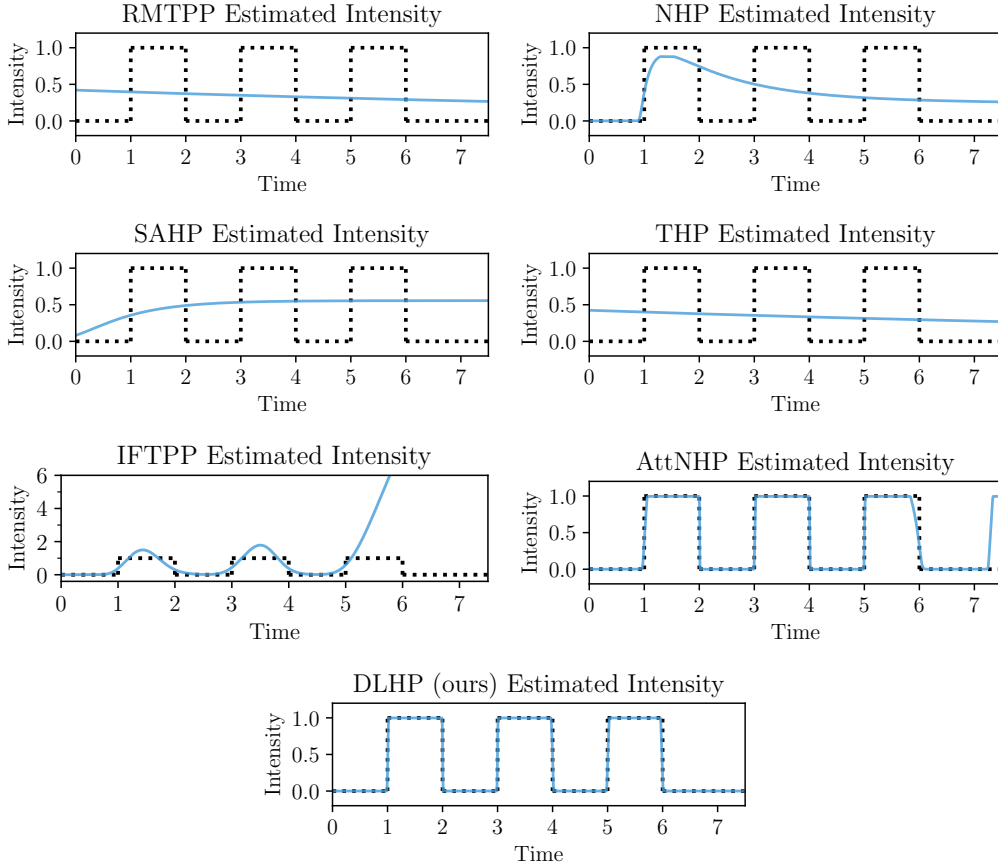 RMTPP Estimated Intensity
Intensity
1.0
0.5
0.0
0 1 2 3 4 5 6 7
Time
NHP Estimated Intensity
Intensity
1.0
0.5
0.0
0 1 2 3 4 5 6 7
Time
SAHP Estimated Intensity
Intensity
1.0
0.5
0.0
0 1 2 3 4 5 6 7
Time
THP Estimated Intensity
Intensity
1.0
0.5
0.0
0 1 2 3 4 5 6 7
Time
IFTPP Estimated Intensity
Intensity
6
4
2
0
0 1 2 3 4 5 6 7
Time
AttNHP Estimated Intensity
Intensity
1.0
0.5
0.0
0 1 2 3 4 5 6 7
Time
DLHP (ours) Estimated Intensity
Intensity
1.0
0.5
0.0
0 1 2 3 4 5 6 7
Time